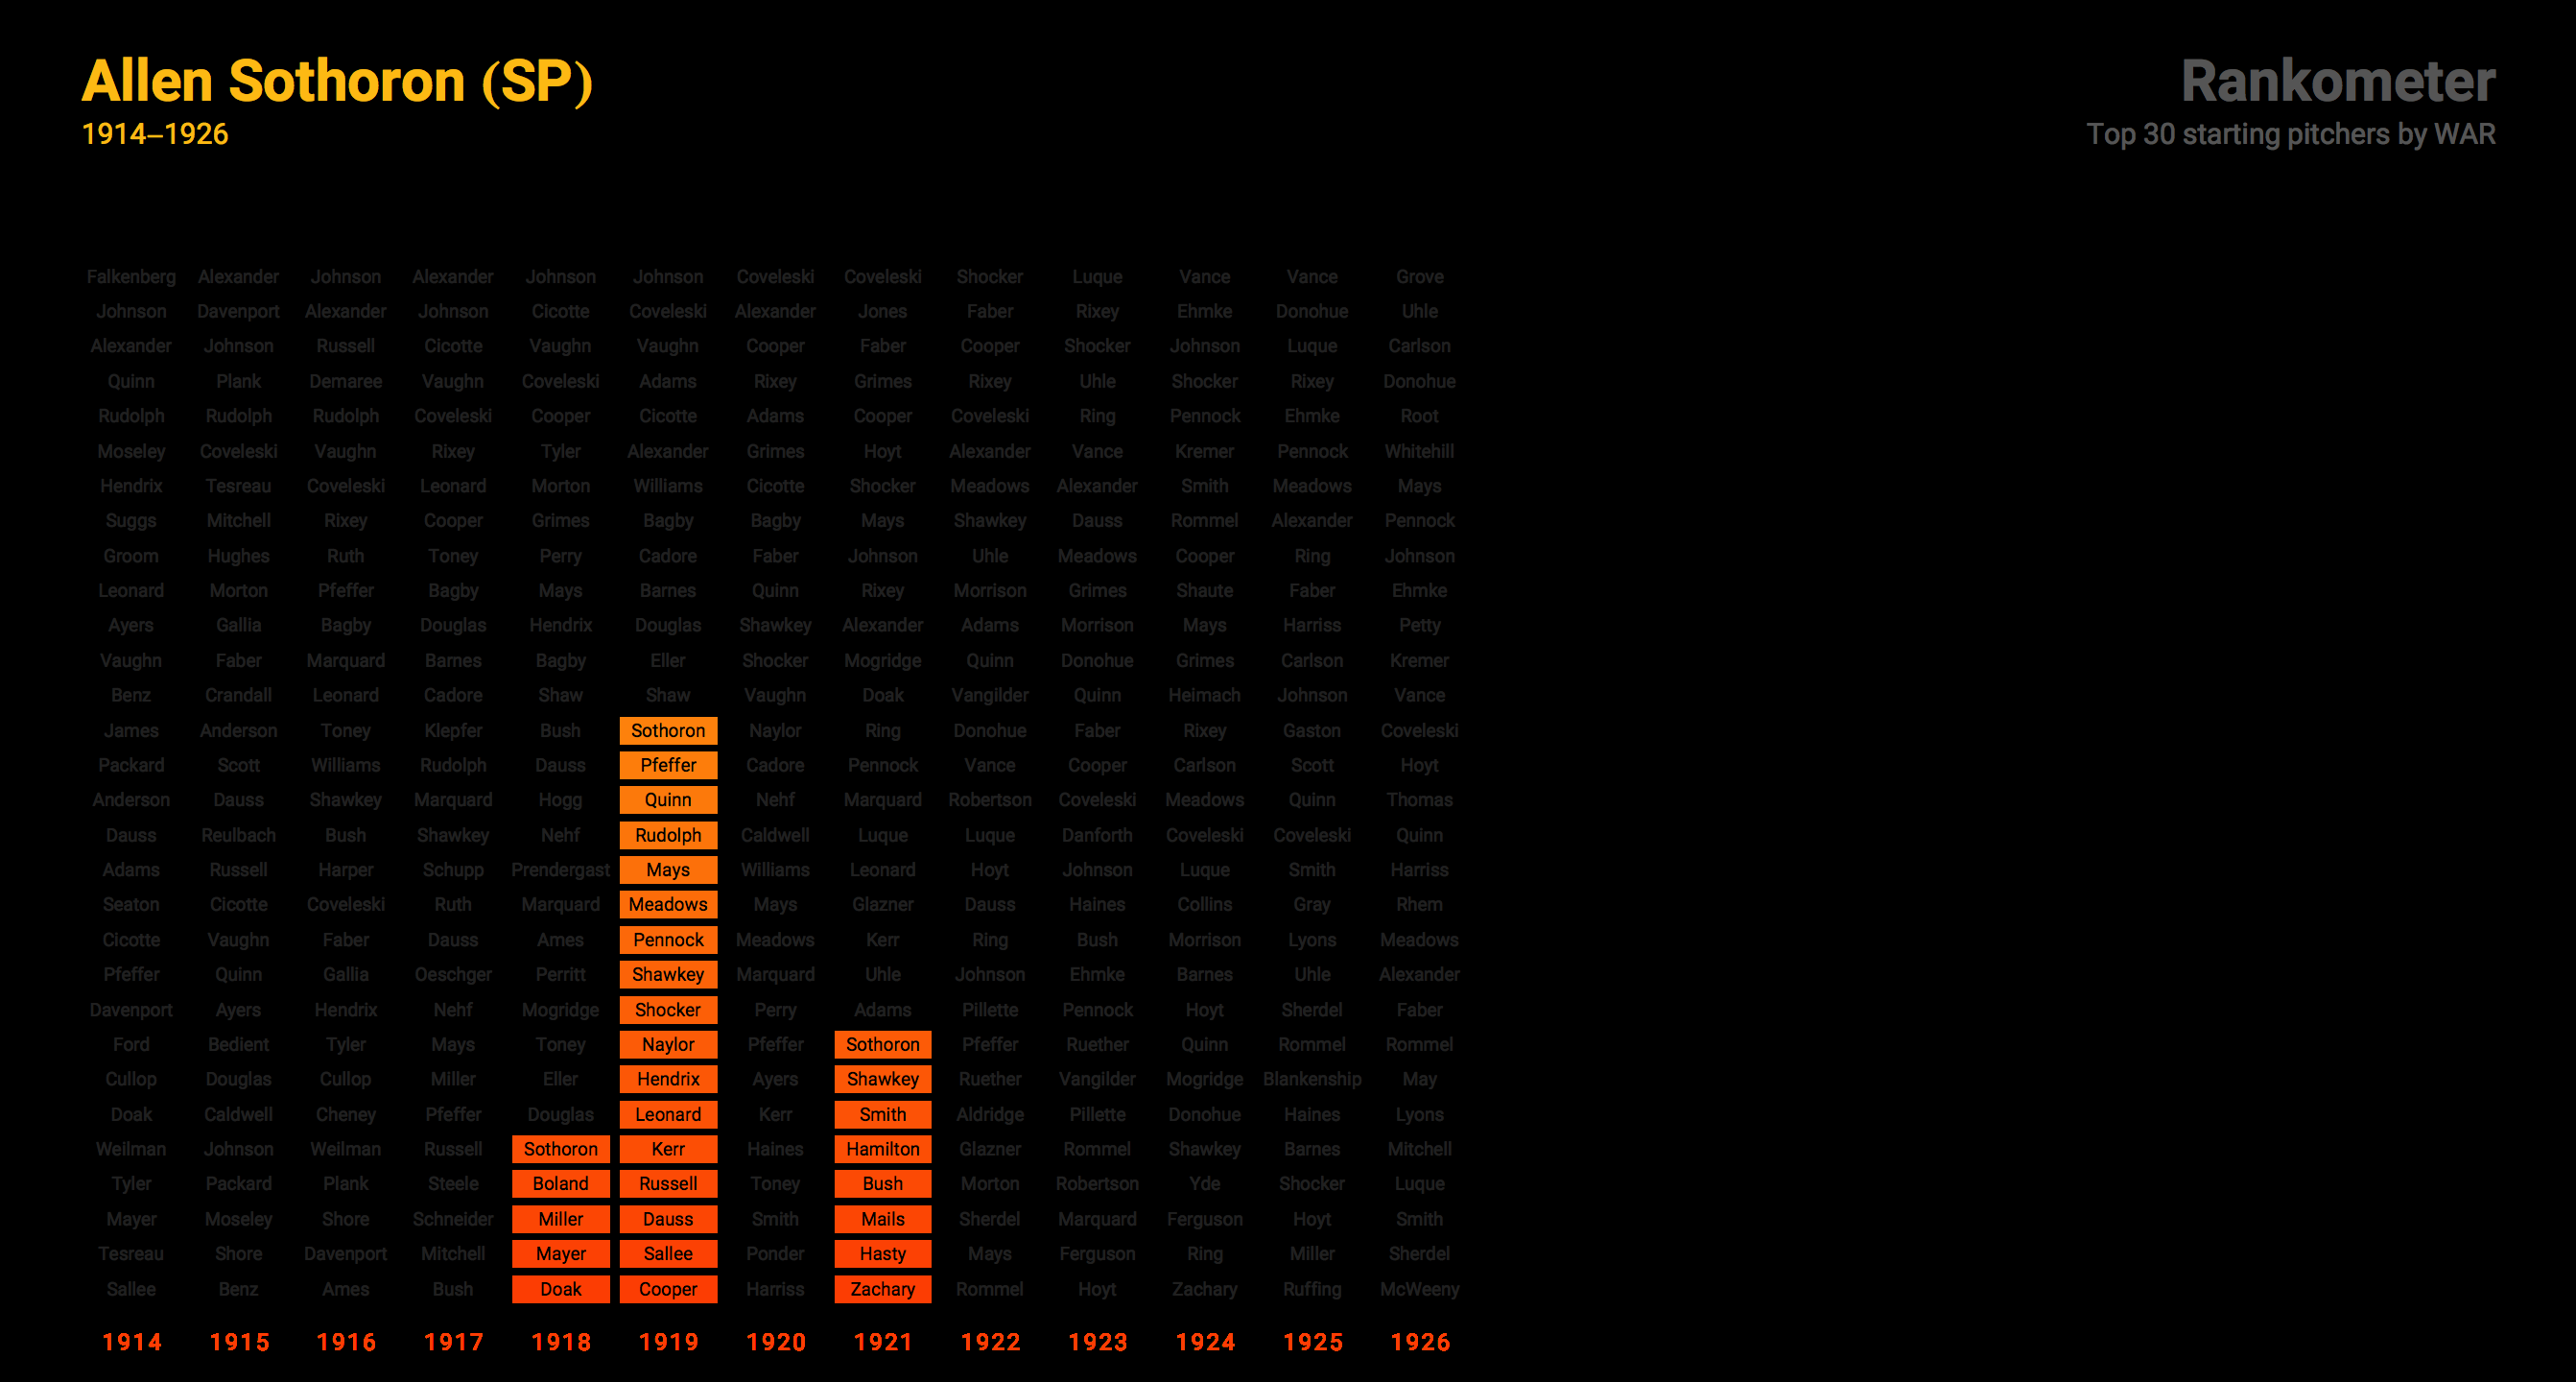 Allen Sothoron (SP)
1914–1926
Rankometer
Top 30 starting pitchers by WAR
Falkenberg Alexander Johnson Alexander Johnson Johnson Coveleski Coveleski Shocker Luque Vance Vance Grove
Johnson Davenport Alexander Johnson Cicotte Coveleski Alexander Jones Faber Rixey Ehmke Donohue Uhle
Alexander Johnson Russell Cicotte Vaughn Vaughn Cooper Faber Cooper Shocker Johnson Luque Carlson
Quinn Plank Demaree Vaughn Coveleski Adams Rixey Grimes Rixey Uhle Shocker Rixey Donohue
Rudolph Rudolph Rudolph Coveleski Cooper Cicotte Adams Cooper Coveleski Ring Pennock Ehmke Root
Moseley Coveleski Vaughn Rixey Tyler Alexander Grimes Hoyt Alexander Vance Kremer Pennock Whitehill
Hendrix Tesreau Coveleski Leonard Morton Williams Cicotte Shocker Meadows Alexander Smith Meadows Mays
Suggs Mitchell Rixey Cooper Grimes Bagby Bagby Mays Shawkey Dauss Rommel Alexander Pennock
Groom Hughes Ruth Toney Perry Cadore Faber Johnson Uhle Meadows Cooper Ring Johnson
Leonard Morton Pfeffer Bagby Mays Barnes Quinn Rixey Morrison Grimes Shaute Faber Ehmke
Ayers Gallia Bagby Douglas Hendrix Douglas Shawkey Alexander Adams Morrison Mays Harriss Petty
Vaughn Faber Marquard Barnes Bagby Eller Shocker Mogridge Quinn Donohue Grimes Carlson Kremer
Benz Crandall Leonard Cadore Shaw Shaw Vaughn Doak Vangilder Quinn Heimach Johnson Vance
James Anderson Toney Klepfer Bush Sothoron Naylor Ring Donohue Faber Rixey Gaston Coveleski
Packard Scott Williams Rudolph Dauss Pfeffer Cadore Pennock Vance Cooper Carlson Scott Hoyt
Anderson Dauss Shawkey Marquard Hogg Quinn Nehf Marquard Robertson Coveleski Meadows Quinn Thomas
Dauss Reulbach Bush Shawkey Nehf Rudolph Caldwell Luque Luque Danforth Coveleski Coveleski Quinn
Adams Russell Harper Schupp Prendergast Mays Williams Leonard Hoyt Johnson Luque Smith Harriss
Seaton Cicotte Coveleski Ruth Marquard Meadows Mays Glazner Dauss Haines Collins Gray Rhem
Cicotte Vaughn Faber Dauss Ames Pennock Meadows Kerr Ring Bush Morrison Lyons Meadows
Pfeffer Quinn Gallia Oeschger Perritt Shawkey Marquard Uhle Johnson Ehmke Barnes Uhle Alexander
Davenport Ayers Hendrix Nehf Mogridge Shocker Perry Adams Pillette Pennock Hoyt Sherdel Faber
Ford Bedient Tyler Mays Toney Naylor Pfeffer Sothoron Pfeffer Ruether Quinn Rommel Rommel
Cullop Douglas Cullop Miller Eller Hendrix Ayers Shawkey Ruether Vangilder Mogridge Blankenship May
Doak Caldwell Cheney Pfeffer Douglas Leonard Kerr Smith Aldridge Pillette Donohue Haines Lyons
Weilman Johnson Weilman Russell Sothoron Kerr Haines Hamilton Glazner Rommel Shawkey Barnes Mitchell
Tyler Packard Plank Steele Boland Russell Toney Bush Morton Robertson Yde Shocker Luque
Mayer Moseley Shore Schneider Miller Dauss Smith Mails Sherdel Marquard Ferguson Hoyt Smith
Tesreau Shore Davenport Mitchell Mayer Sallee Ponder Hasty Mays Ferguson Ring Miller Sherdel
Sallee Benz Ames Bush Doak Cooper Harriss Zachary Rommel Hoyt Zachary Ruffing McWeeny
1914 1915 1916 1917 1918 1919 1920 1921 1922 1923 1924 1925 1926